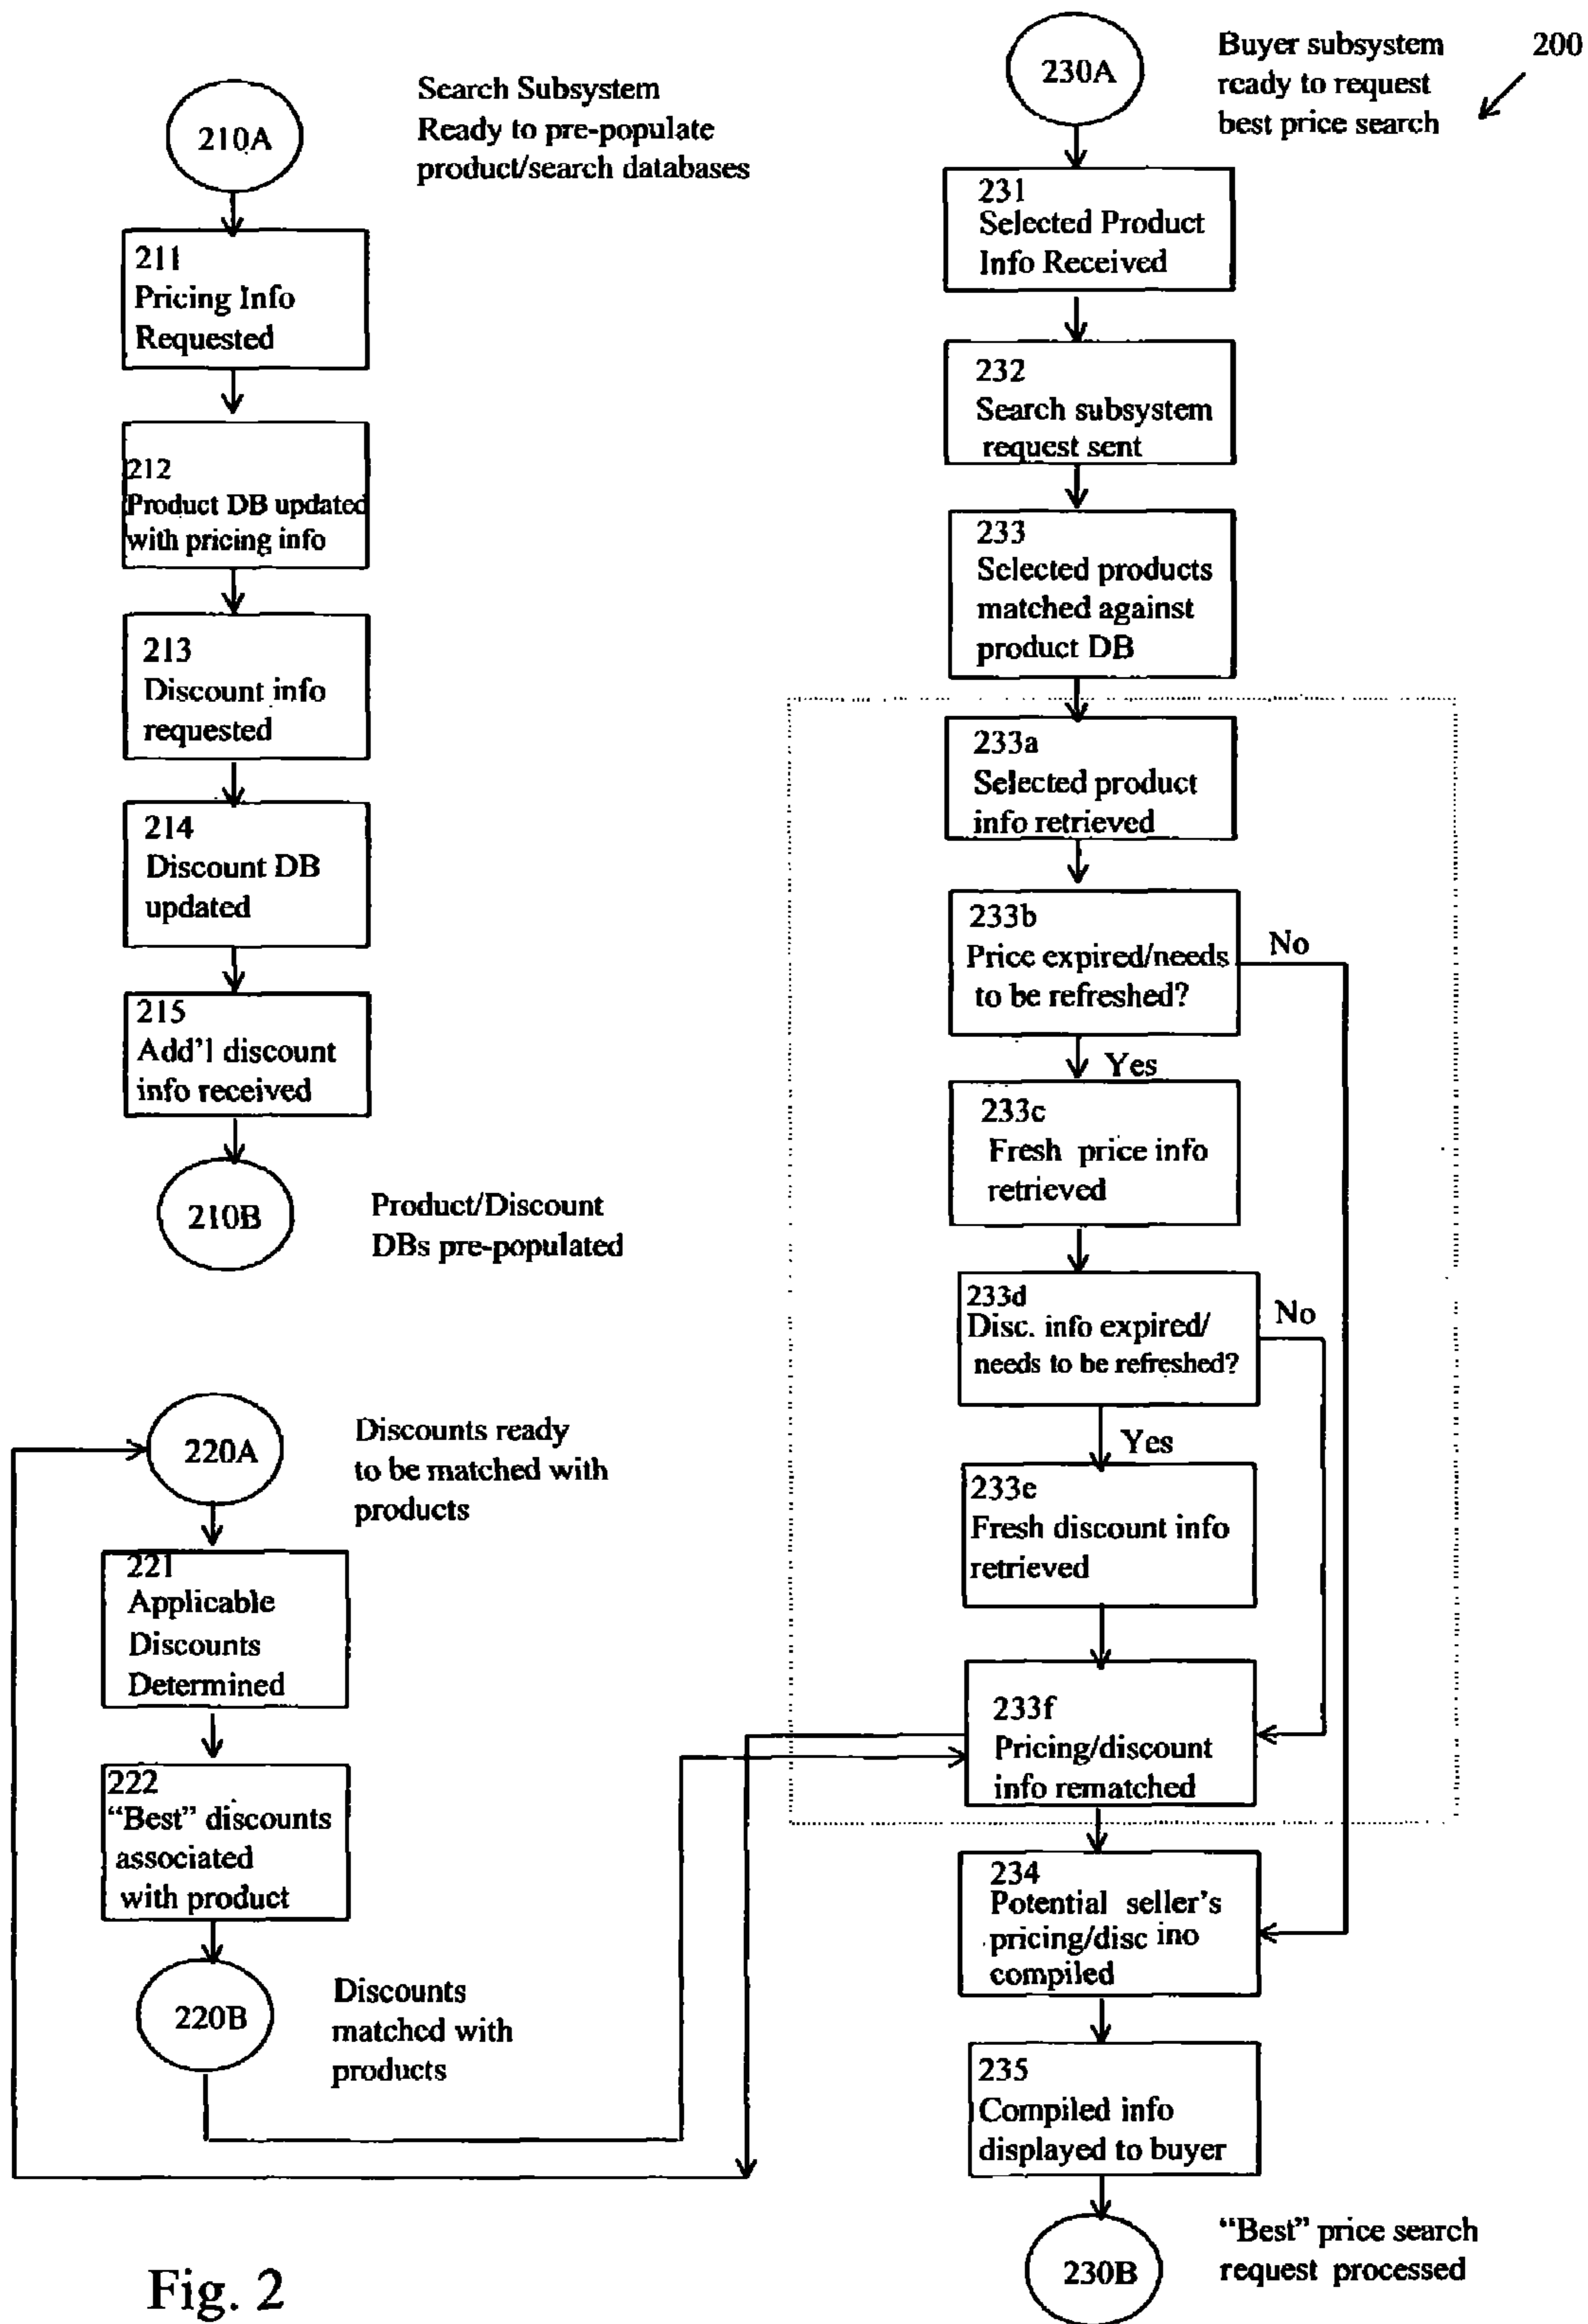 210A
Search Subsystem
Ready to pre-populate
product/search databases
211
Pricing Info
Requested
212
Product DB updated
with pricing info
213
Discount info
requested
214
Discount DB
updated
215
Add'l discount
info received
210B
Product/Discount
DBs pre-populated
220A
Discounts ready
to be matched with
products
221
Applicable
Discounts
Determined
222
“Best” discounts
associated
with product
220B
Discounts
matched with
products
Fig. 2
230A
Buyer subsystem
ready to request
best price search
200
231
Selected Product
Info Received
232
Search subsystem
request sent
233
Selected products
matched against
product DB
233a
Selected product
info retrieved
233b
Price expired/needs
to be refreshed?
No
Yes
233c
Fresh price info
retrieved
233d
Disc. info expired/
needs to be refreshed?
No
Yes
233e
Fresh discount info
retrieved
233f
Pricing/discount
info rematched
234
Potential seller's
pricing/disc ino
compiled
235
Compiled info
displayed to buyer
230B
“Best” price search
request processed